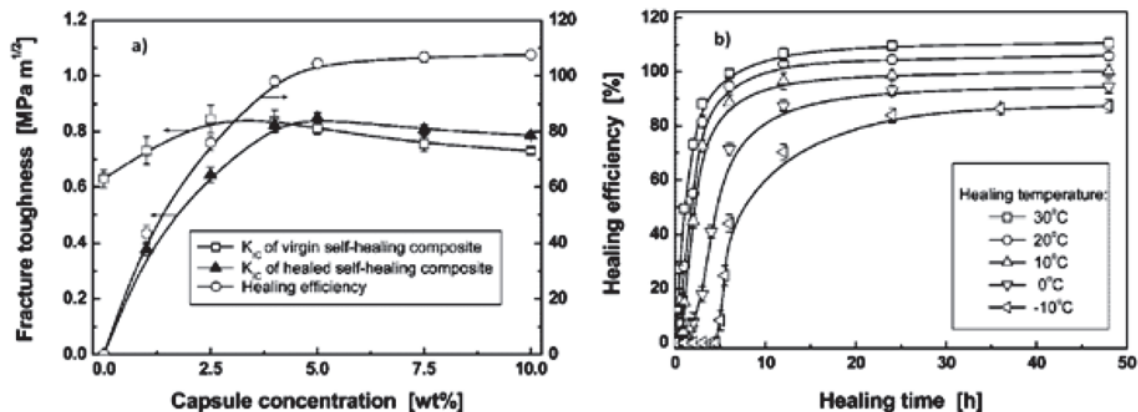 a)
Fracture toughness [MPa m^1/2]
1.2
1.0
0.8
0.6
0.4
0.2
0.0
120
100
80
60
40
20
0
K_IC of virgin self-healing composite
K_IC of healed self-healing composite
Healing efficiency
0.0 2.5 5.0 7.5 10.0
Capsule concentration [wt%]
b)
Healing efficiency [%]
120
100
80
60
40
20
0
Healing temperature:
30°C
20°C
10°C
0°C
-10°C
0 10 20 30 40 50
Healing time [h]